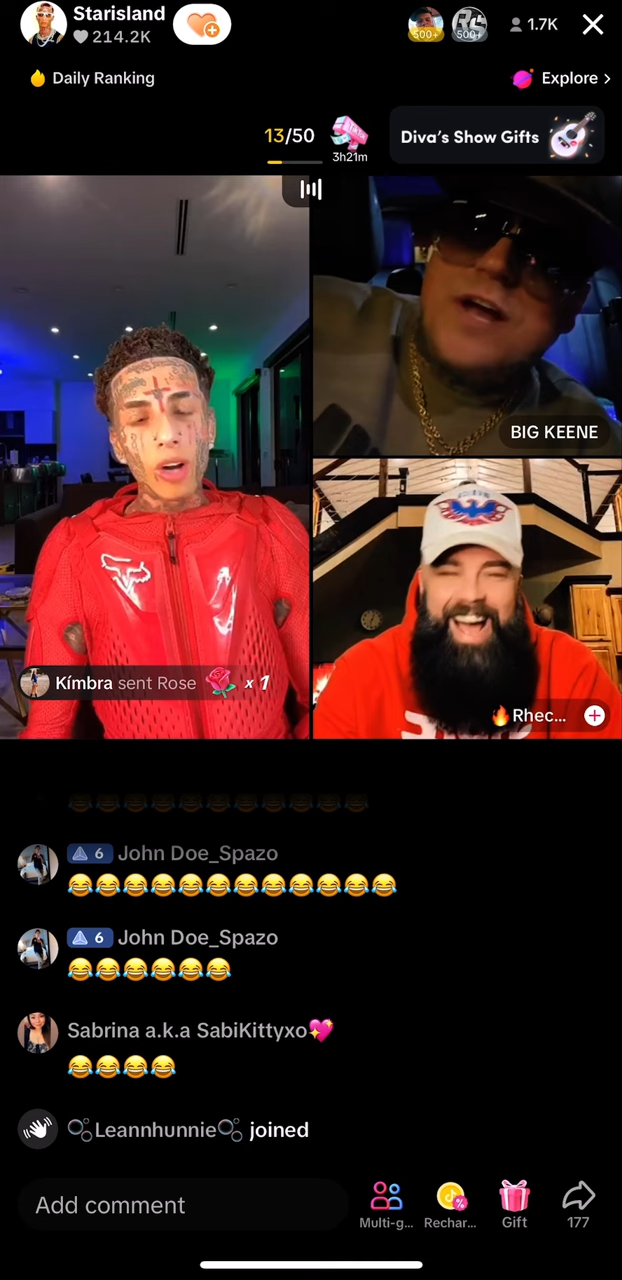 Starisland
214.2K
500+
500+
1.7K
Daily Ranking
Explore >
13/50
3h21m
Diva's Show Gifts
BIG KEENE
Kímbra sent Rose x 1
🔥Rhec...
😂😂😂😂😂😂😂😂😂😂😂
6 John Doe_Spazo
😂😂😂😂😂😂😂😂😂😂😂😂
6 John Doe_Spazo
😂😂😂😂😂😂
Sabrina a.k.a SabiKittyxo💖
😂😂😂😂
🫧Leannhunnie🫧 joined
Add comment
Multi-g...
Rechar...
Gift
177